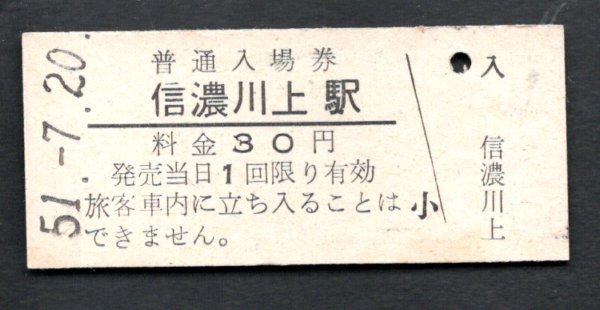 51.-7.20.
普通入場券
信濃川上駅
料金30円
発売当日1回限り有効
旅客車内に立ち入ることは
できません。
小
入
信濃川上